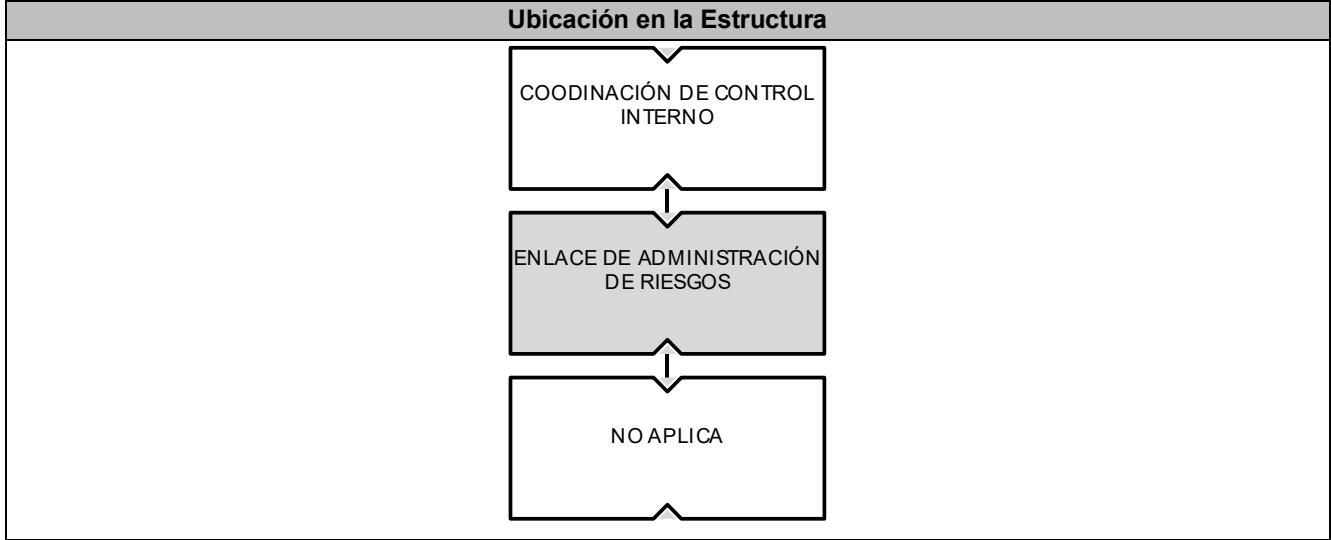 Ubicación en la Estructura
COODINACIÓN DE CONTROL
INTERNO
ENLACE DE ADMINISTRACIÓN
DE RIESGOS
NO APLICA